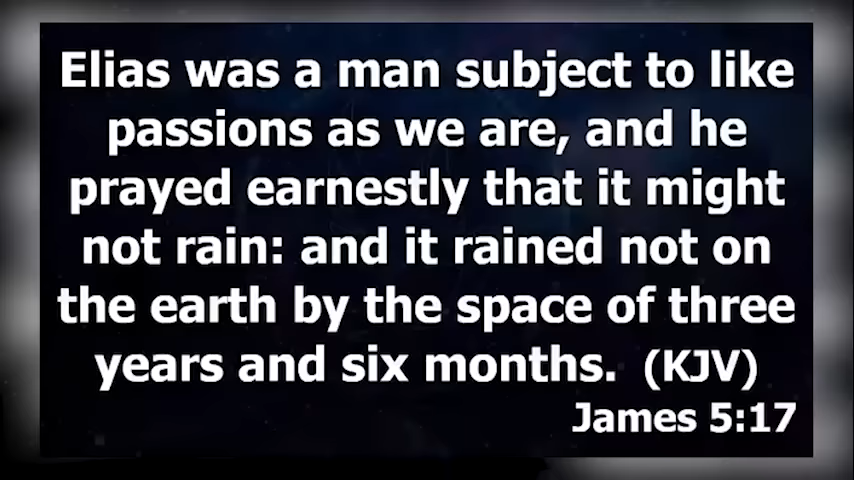 Elias was a man subject to like
passions as we are, and he
prayed earnestly that it might
not rain: and it rained not on
the earth by the space of three
years and six months. (KJV)
James 5:17